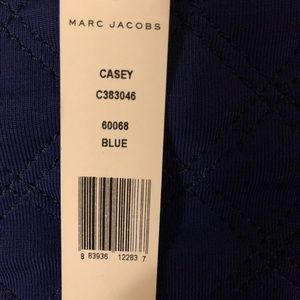 MARC JACOBS
CASEY
C383046
60068
BLUE
8 83936 12283 7